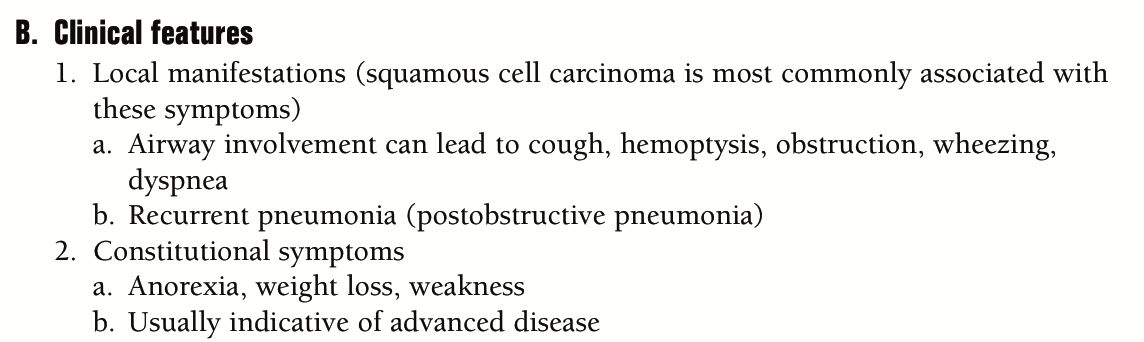 B. Clinical features
1. Local manifestations (squamous cell carcinoma is most commonly associated with
these symptoms)
a. Airway involvement can lead to cough, hemoptysis, obstruction, wheezing,
dyspnea
b. Recurrent pneumonia (postobstructive pneumonia)
2. Constitutional symptoms
a. Anorexia, weight loss, weakness
b. Usually indicative of advanced disease